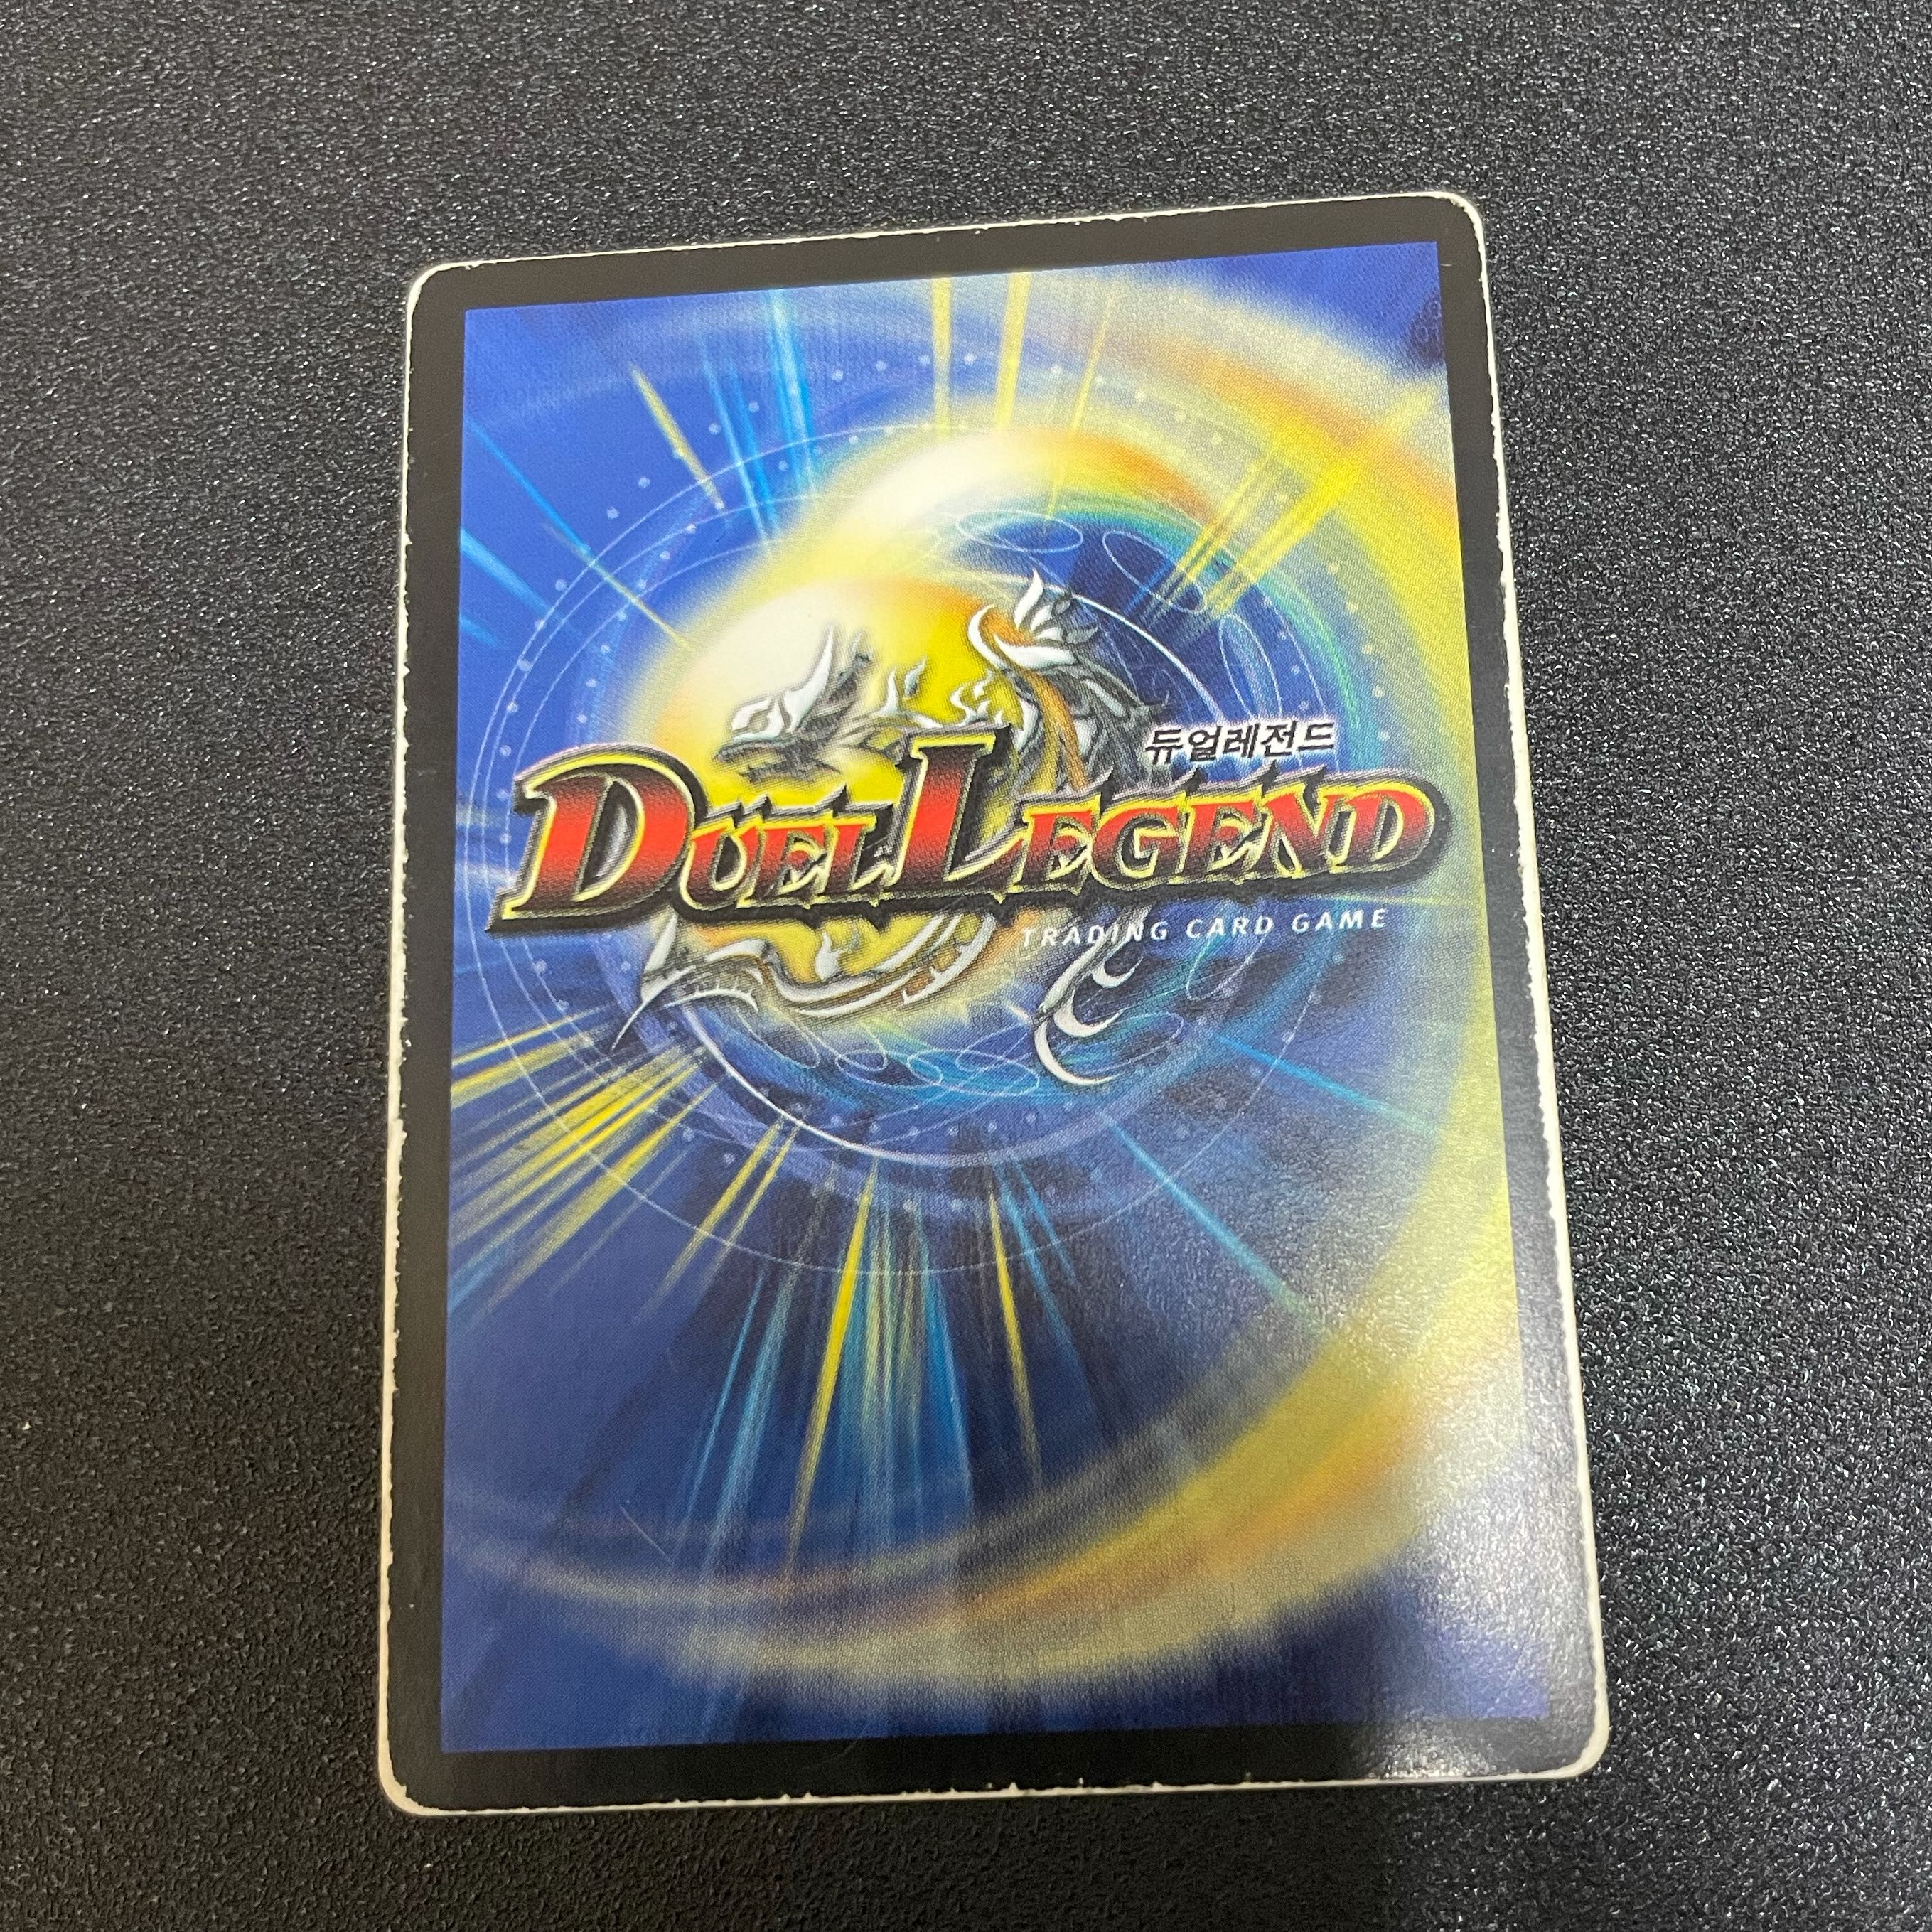 듀얼레전드
DUEL LEGEND
TRADING CARD GAME